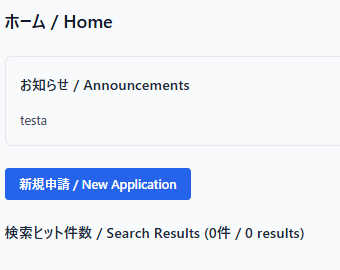 ホーム / Home
お知らせ / Announcements
testa
新規申請 / New Application
検索ヒット件数 / Search Results (0件 / 0 results)